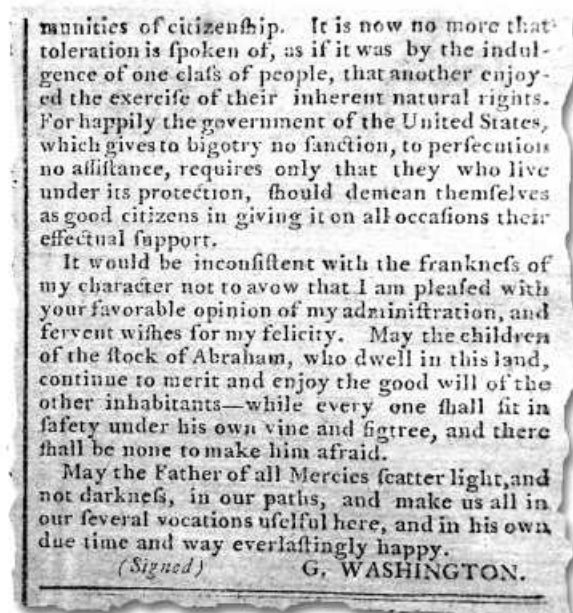 munities of citizenſhip. It is now no more that
toleration is ſpoken of, as if it was by the indul-
gence of one claſs of people, that another enjoy-
ed the exerciſe of their inherent natural rights.
For happily the government of the United States,
which gives to bigotry no ſanction, to perſecution
no aſſiſtance, requires only that they who live
under its protection, ſhould demean themſelves
as good citizens in giving it on all occaſions their
effectual ſupport.
It would be inconſiſtent with the frankneſs of
my character not to avow that I am pleaſed with
your favorable opinion of my adminiſtration, and
fervent wiſhes for my felicity. May the children
of the ſtock of Abraham, who dwell in this land,
continue to merit and enjoy the good will of the
other inhabitants—while every one ſhall ſit in
ſafety under his own vine and figtree, and there
ſhall be none to make him afraid.
May the Father of all Mercies ſcatter light, and
not darkneſs, in our paths, and make us all in
our ſeveral vocations uſelful here, and in his own
due time and way everlaſtingly happy.
(Signed) G. WASHINGTON.